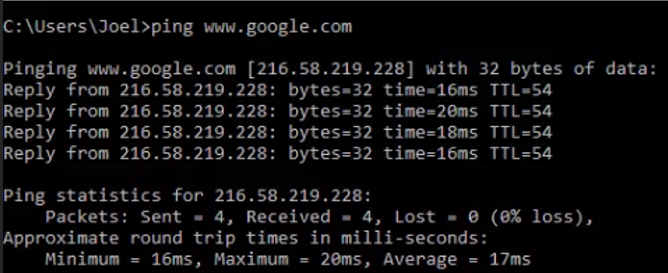 C:\Users\Joel>ping www.google.com
Pinging www.google.com [216.58.219.228] with 32 bytes of data:
Reply from 216.58.219.228: bytes=32 time=16ms TTL=54
Reply from 216.58.219.228: bytes=32 time=20ms TTL=54
Reply from 216.58.219.228: bytes=32 time=18ms TTL=54
Reply from 216.58.219.228: bytes=32 time=16ms TTL=54
Ping statistics for 216.58.219.228:
Packets: Sent = 4, Received = 4, Lost = 0 (0% loss),
Approximate round trip times in milli-seconds:
Minimum = 16ms, Maximum = 20ms, Average = 17ms